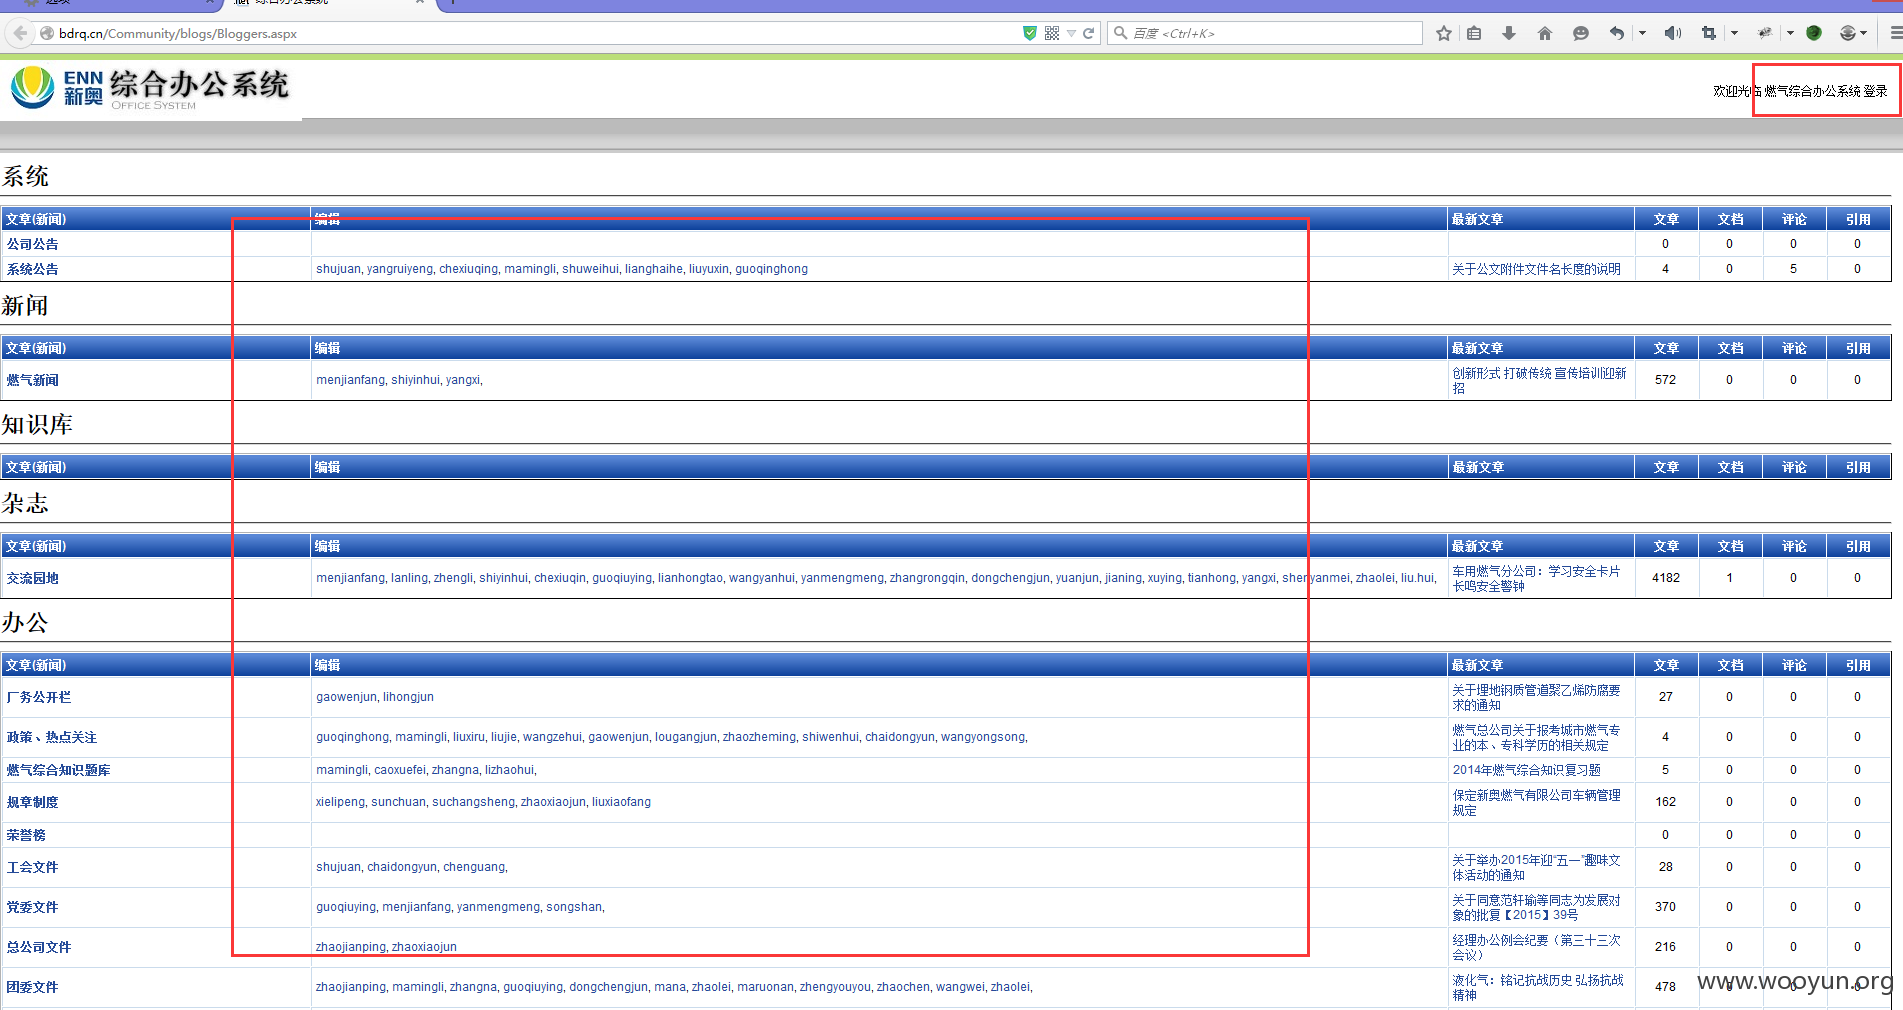 选项
.net 综合办公系统
bdrq.cn/Community/blogs/Bloggers.aspx
百度 <Ctrl+K>
ENN 新奥 综合办公系统
OFFICE SYSTEM
欢迎光临 燃气综合办公系统 登录
系统
文章(新闻) 编辑 最新文章 文章 文档 评论 引用
公司公告 0 0 0 0
系统公告 shujuan, yangruiyeng, chexiuqing, mamingli, shuweihui, lianghaihe, liuyuxin, guoqinghong 关于公文附件文件名长度的说明 4 0 5 0
新闻
文章(新闻) 编辑 最新文章 文章 文档 评论 引用
燃气新闻 menjianfang, shiyinhui, yangxi, 创新形式 打破传统 宣传培训迎新
招 572 0 0 0
知识库
文章(新闻) 编辑 最新文章 文章 文档 评论 引用
杂志
文章(新闻) 编辑 最新文章 文章 文档 评论 引用
交流园地 menjianfang, lanling, zhengli, shiyinhui, chexiuqin, guoqiuying, lianhongtao, wangyanhui, yanmengmeng, zhangrongqin, dongchengjun, yuanjun, jianing, xuying, tianhong, yangxi, shenyanmei, zhaolei, liu.hui, 车用燃气分公司：学习安全卡片
长鸣安全警钟 4182 1 0 0
办公
文章(新闻) 编辑 最新文章 文章 文档 评论 引用
厂务公开栏 gaowenjun, lihongjun 关于埋地钢质管道聚乙烯防腐要
求的通知 27 0 0 0
政策、热点关注 guoqinghong, mamingli, liuxiru, liujie, wangzehui, gaowenjun, lougangjun, zhaozheming, shiwenhui, chaidongyun, wangyongsong, 燃气总公司关于报考城市燃气专
业的本、专科学历的相关规定 4 0 0 0
燃气综合知识题库 mamingli, caoxuefei, zhangna, lizhaohui, 2014年燃气综合知识复习题 5 0 0 0
规章制度 xielipeng, sunchuan, suchangsheng, zhaoxiaojun, liuxiaofang 保定新奥燃气有限公司车辆管理
规定 162 0 0 0
荣誉榜 0 0 0 0
工会文件 shujuan, chaidongyun, chenguang, 关于举办2015年迎“五一”趣味文
体活动的通知 28 0 0 0
党委文件 guoqiuying, menjianfang, yanmengmeng, songshan, 关于同意范轩瑜等同志为发展对
象的批复【2015】39号 370 0 0 0
总公司文件 zhaojianping, zhaoxiaojun 经理办公例会纪要（第三十三次
会议） 216 0 0 0
团委文件 zhaojianping, mamingli, zhangna, guoqiuying, dongchengjun, mana, zhaolei, maruonan, zhengyouyou, zhaochen, wangwei, zhaolei, 液化气：铭记抗战历史 弘扬抗战
精神 478 0 0 0
www.wooyun.org